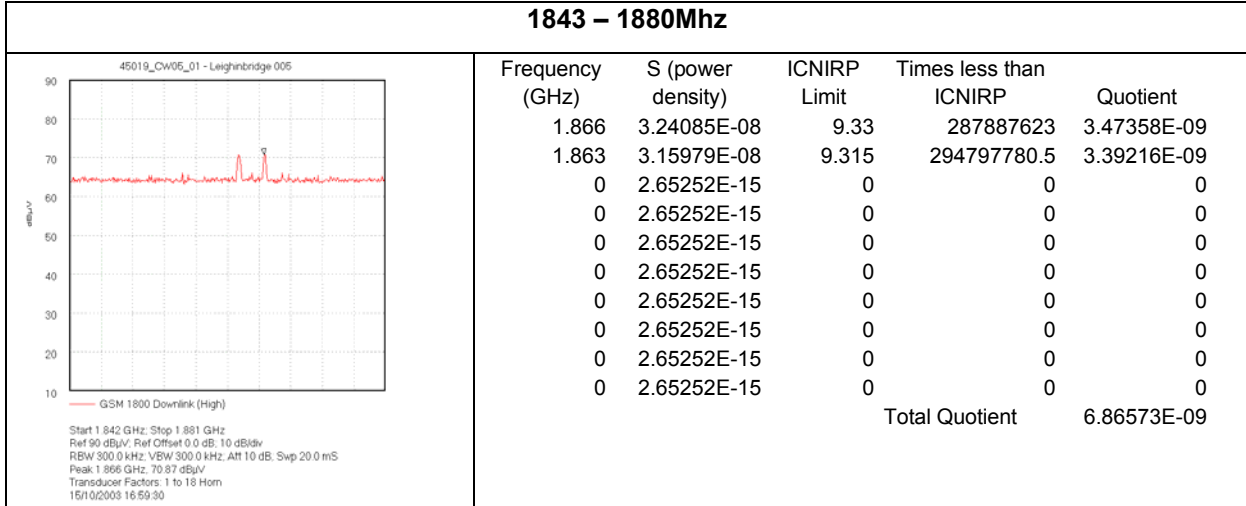 1843 – 1880Mhz
45019_CW05_01 - Leighinbridge 005
90
80
70
60
50
40
30
20
10
dBµV
GSM 1800 Downlink (High)
Start 1.842 GHz; Stop 1.881 GHz
Ref 90 dBµV; Ref Offset 0.0 dB; 10 dB/div
RBW 300.0 kHz; VBW 300.0 kHz; Att 10 dB; Swp 20.0 mS
Peak 1.866 GHz, 70.87 dBµV
Transducer Factors: 1 to 18 Horn
15/10/2003 16:59:30
Frequency (GHz) S (power density) ICNIRP Limit Times less than ICNIRP Quotient
1.866 3.24085E-08 9.33 287887623 3.47358E-09
1.863 3.15979E-08 9.315 294797780.5 3.39216E-09
0 2.65252E-15 0 0 0
0 2.65252E-15 0 0 0
0 2.65252E-15 0 0 0
0 2.65252E-15 0 0 0
0 2.65252E-15 0 0 0
0 2.65252E-15 0 0 0
0 2.65252E-15 0 0 0
0 2.65252E-15 0 0 0
Total Quotient 6.86573E-09